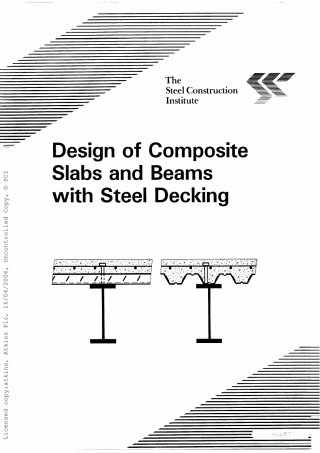 The
Steel Construction
Institute
Design of Composite
Slabs and Beams
with Steel Decking
Licensed copy:atkins, Atkins Plc, 16/04/2006, Uncontrolled Copy, © SCI